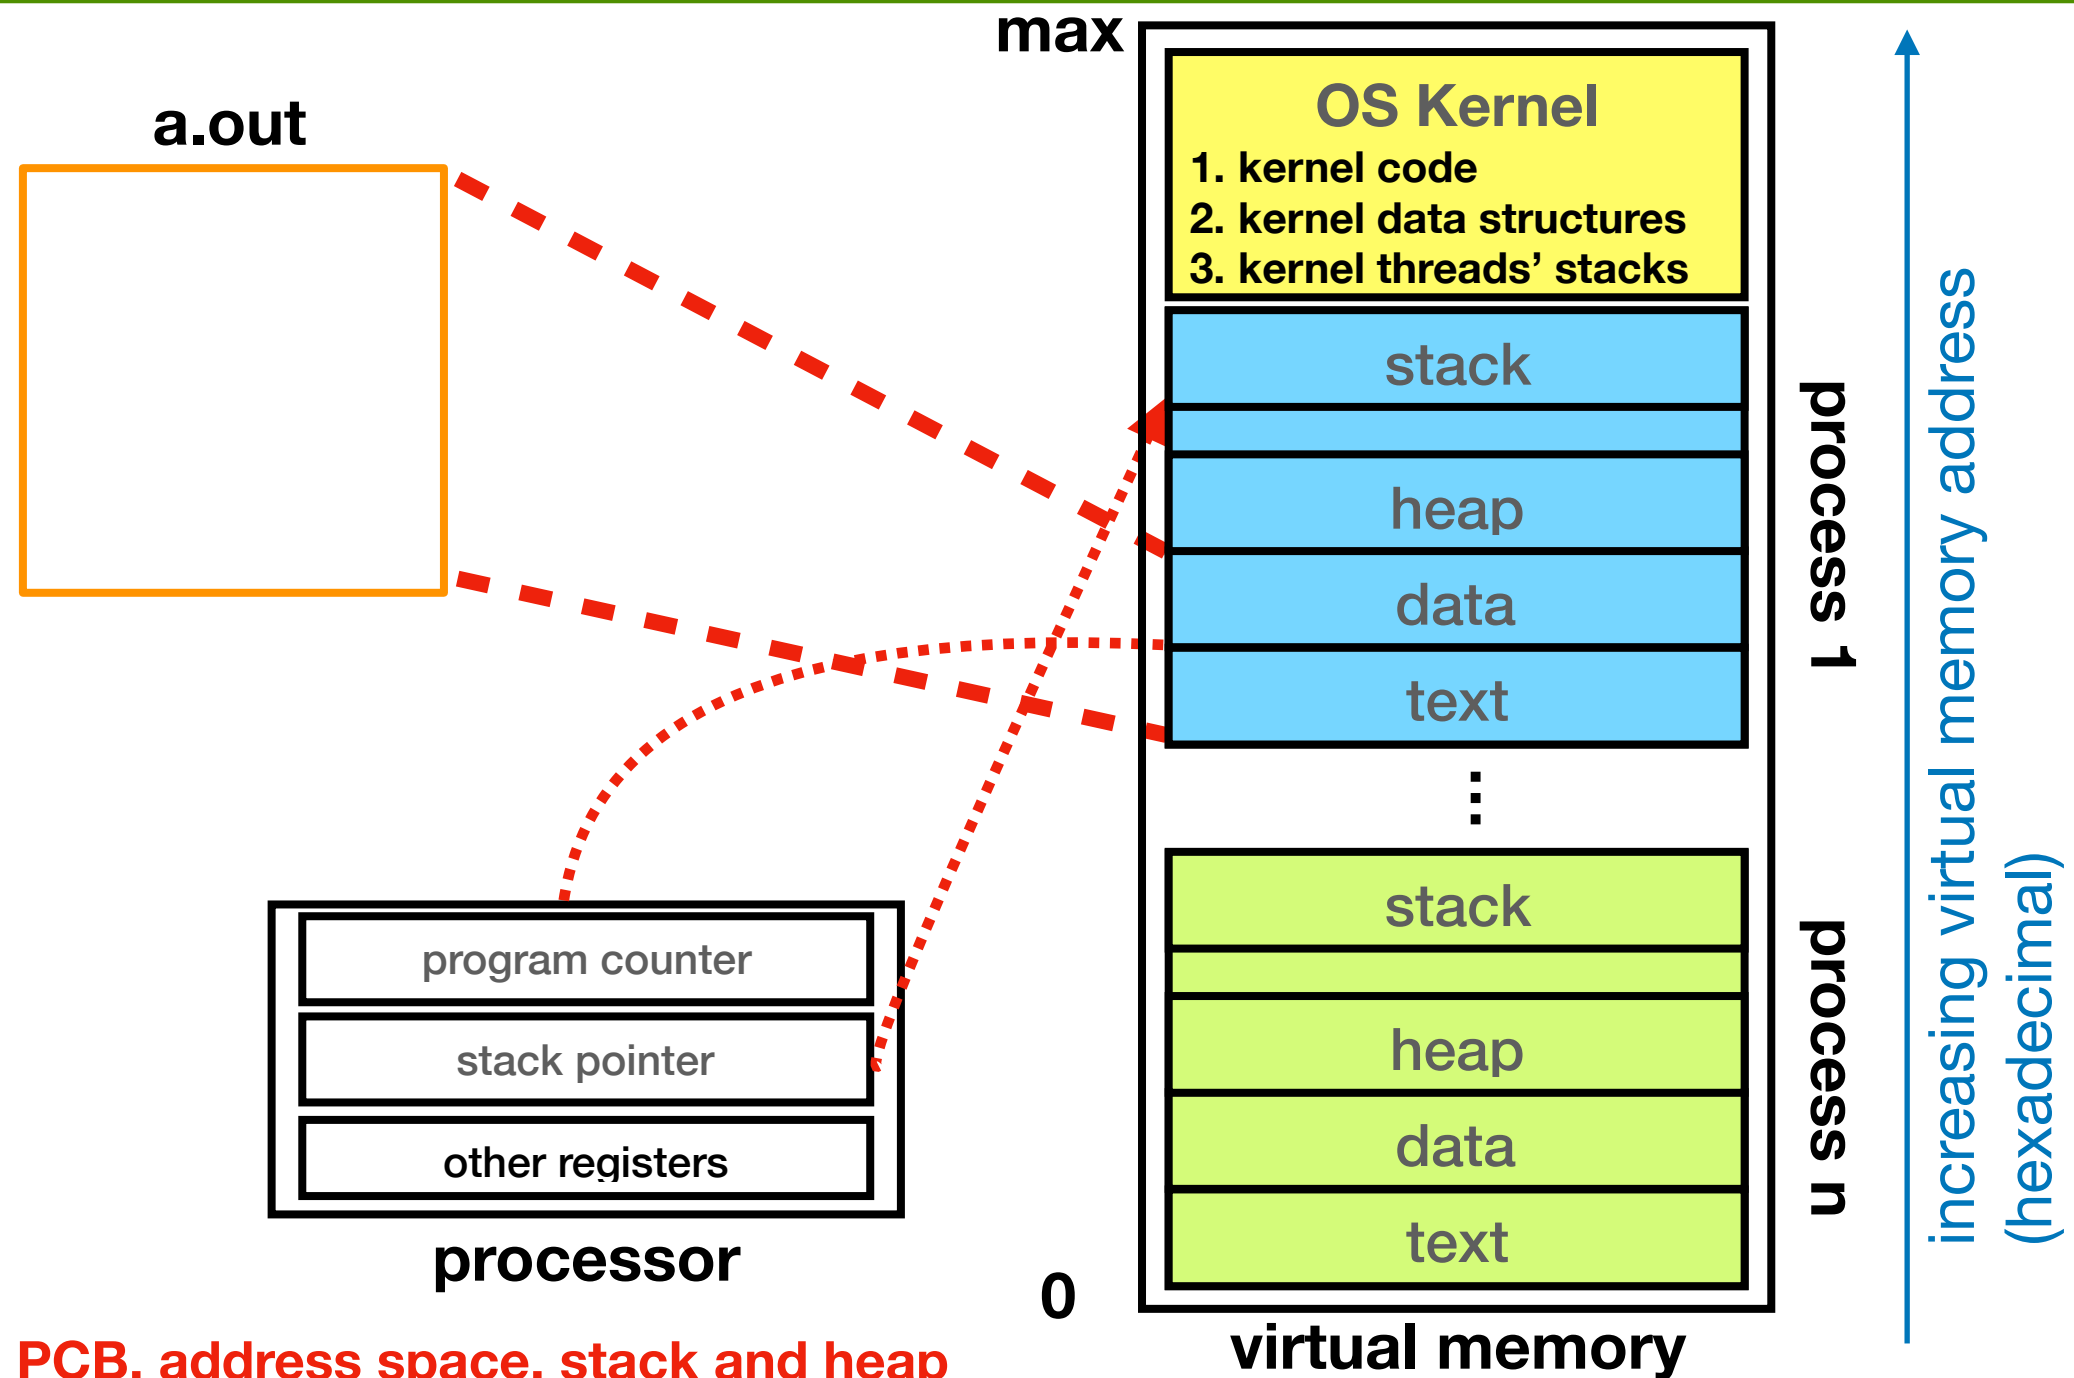 max
a.out
OS Kernel
1. kernel code
2. kernel data structures
3. kernel threads’ stacks
stack
heap
data
text
process 1
stack
heap
data
text
process n
increasing virtual memory address
(hexadecimal)
program counter
stack pointer
other registers
processor
0
virtual memory
PCB, address space, stack and heap